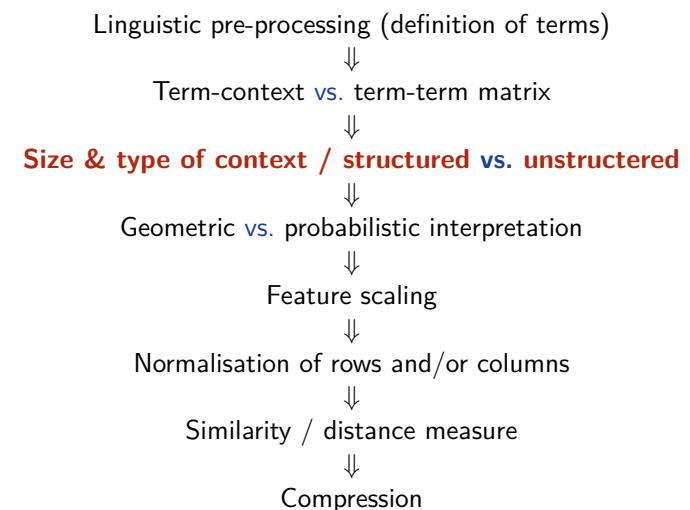 Linguistic pre-processing (definition of terms)
⇓
Term-context vs. term-term matrix
⇓
Size & type of context / structured vs. unstructered
⇓
Geometric vs. probabilistic interpretation
⇓
Feature scaling
⇓
Normalisation of rows and/or columns
⇓
Similarity / distance measure
⇓
Compression